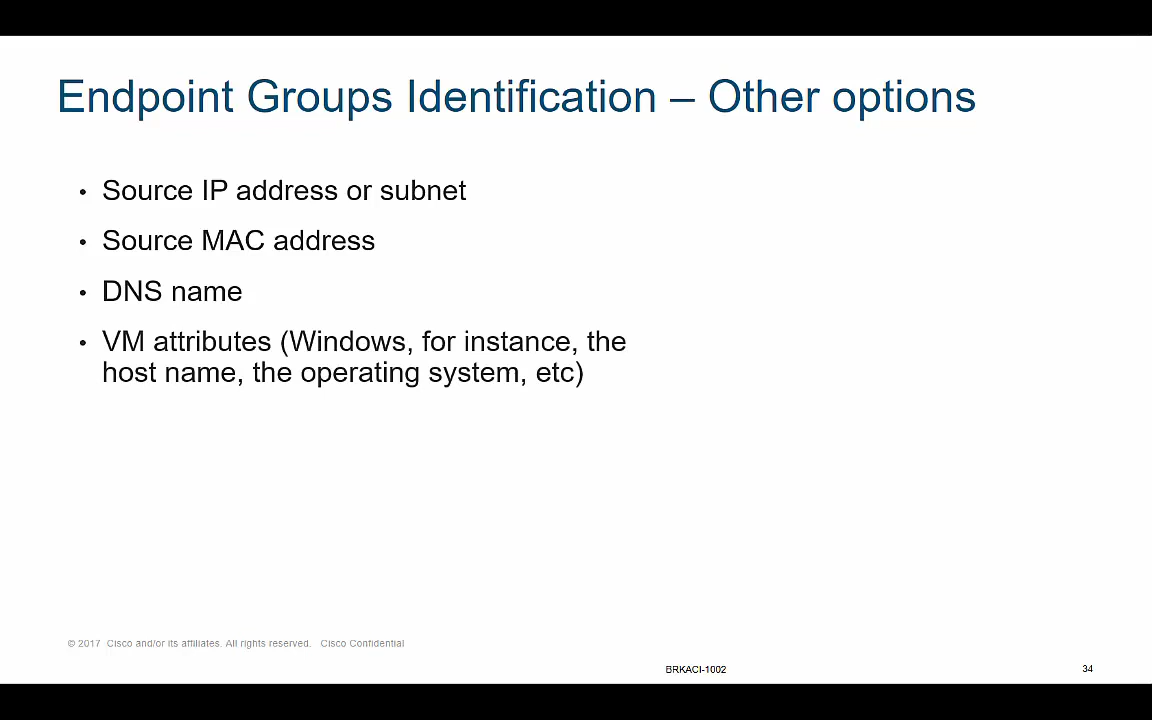 Endpoint Groups Identification – Other options
• Source IP address or subnet
• Source MAC address
• DNS name
• VM attributes (Windows, for instance, the
host name, the operating system, etc)
© 2017 Cisco and/or its affiliates. All rights reserved. Cisco Confidential
BRKACI-1002
34